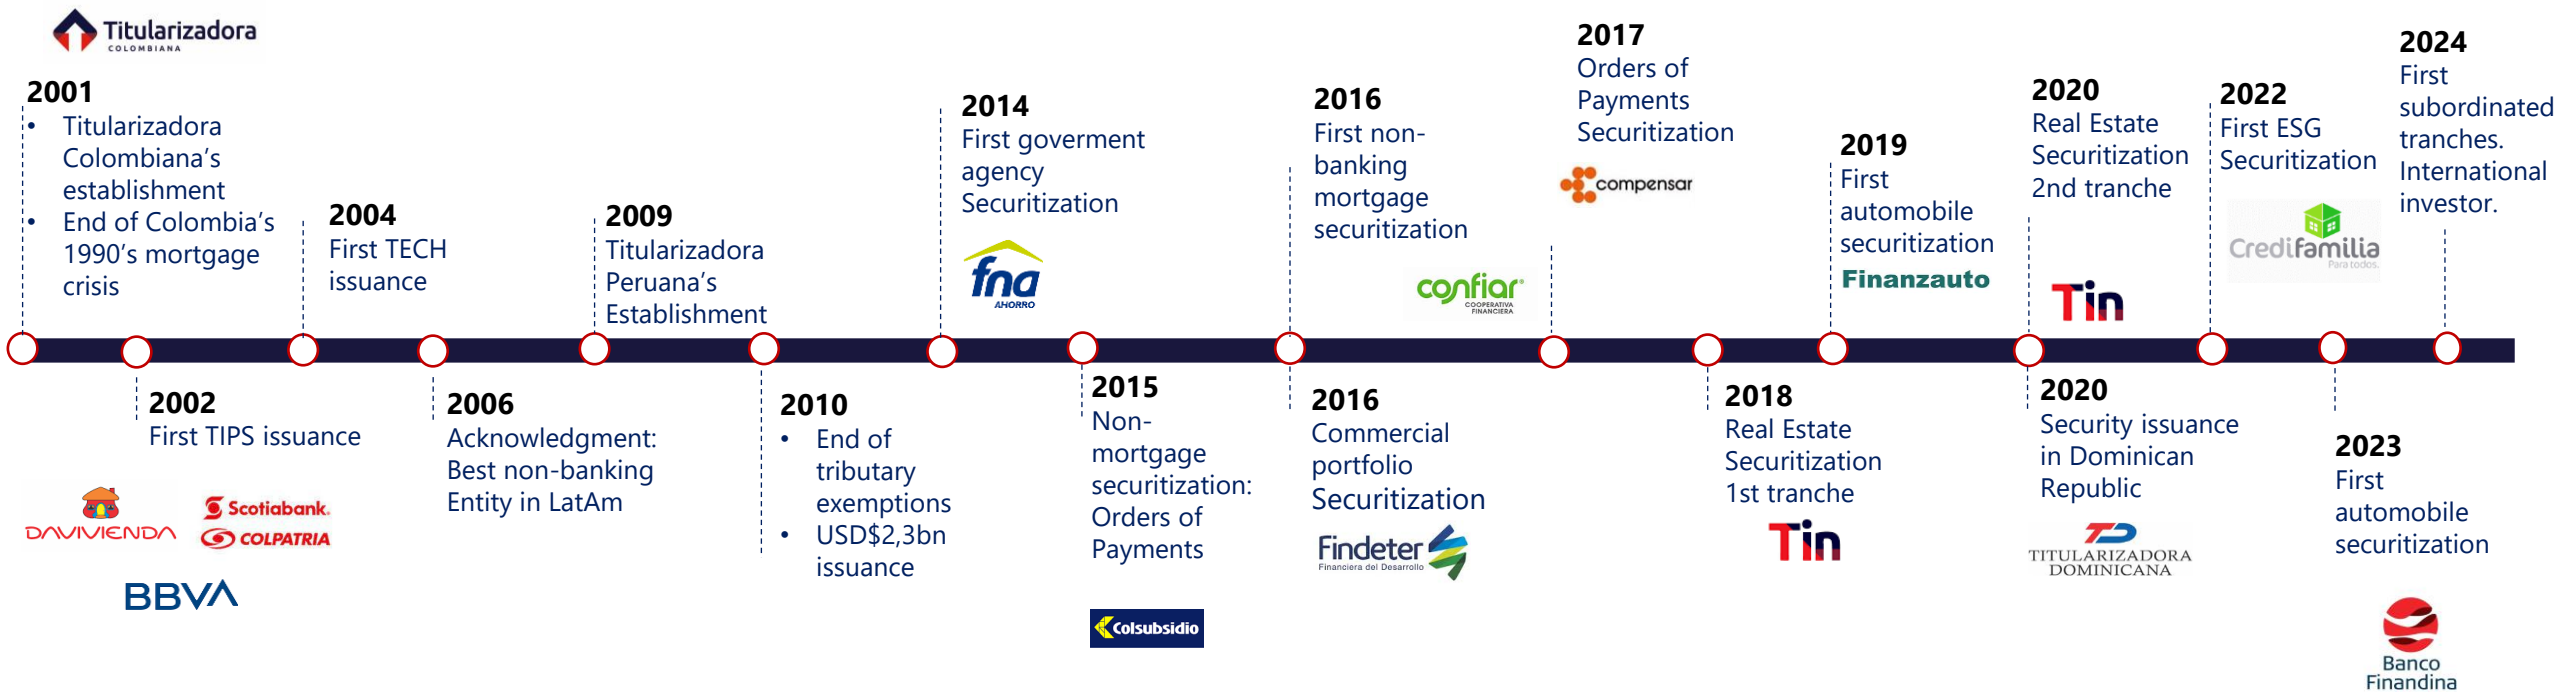 Titularizadora
COLOMBIANA
2001
• Titularizadora
Colombiana's
establishment
• End of Colombia's
1990's mortgage
crisis
2002
First TIPS issuance
DAVIVIENDA
Scotiabank.
COLPATRIA
BBVA
2004
First TECH
issuance
2006
Acknowledgment:
Best non-banking
Entity in LatAm
2009
Titularizadora
Peruana's
Establishment
2010
• End of
tributary
exemptions
• USD$2,3bn
issuance
2014
First goverment
agency
Securitization
fna
AHORRO
2015
Non-
mortgage
securitization:
Orders of
Payments
Colsubsidio
2016
First non-
banking
mortgage
securitization
confiar®
COOPERATIVA
FINANCIERA
2016
Commercial
portfolio
Securitization
Findeter
Financiera del Desarrollo
2017
Orders of
Payments
Securitization
compensar
2018
Real Estate
Securitization
1st tranche
Tin
2019
First
automobile
securitization
Finanzauto
2020
Real Estate
Securitization
2nd tranche
Tin
2020
Security issuance
in Dominican
Republic
TD
TITULARIZADORA
DOMINICANA
2022
First ESG
Securitization
Credifamilia
Para todos.
2023
First
automobile
securitization
Banco
Finandina
2024
First
subordinated
tranches.
International
investor.